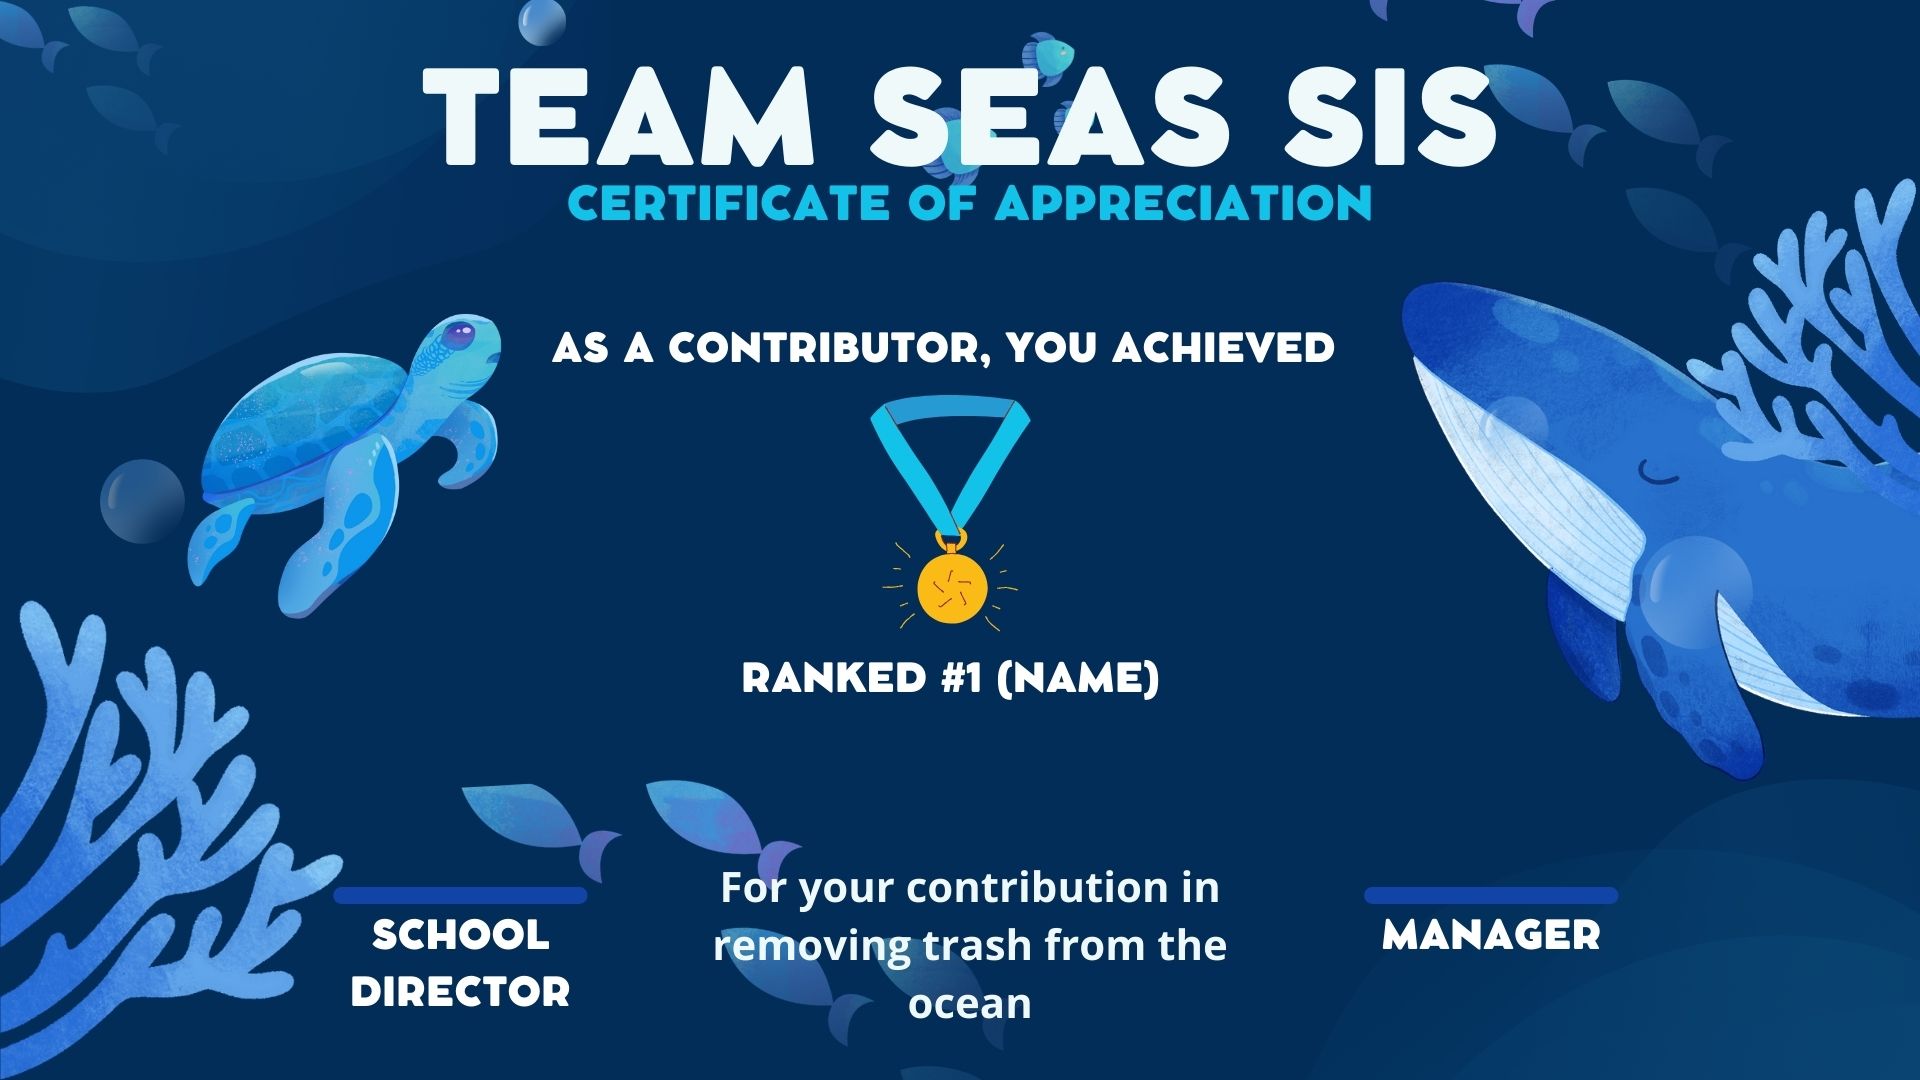 TEAM SEAS SIS
CERTIFICATE OF APPRECIATION
AS A CONTRIBUTOR, YOU ACHIEVED
RANKED #1 (NAME)
For your contribution in
removing trash from the
ocean
SCHOOL
DIRECTOR
MANAGER